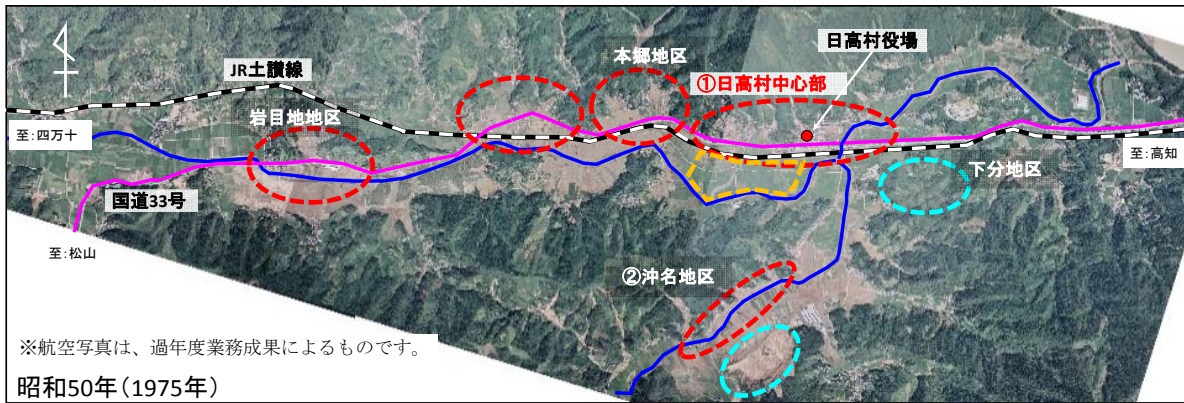 本郷地区
日高村役場
JR土讃線
①日高村中心部
岩目地地区
至:四万十
至:高知
下分地区
国道33号
至:松山
②沖名地区
※航空写真は、過年度業務成果によるものです。
昭和50年(1975年)